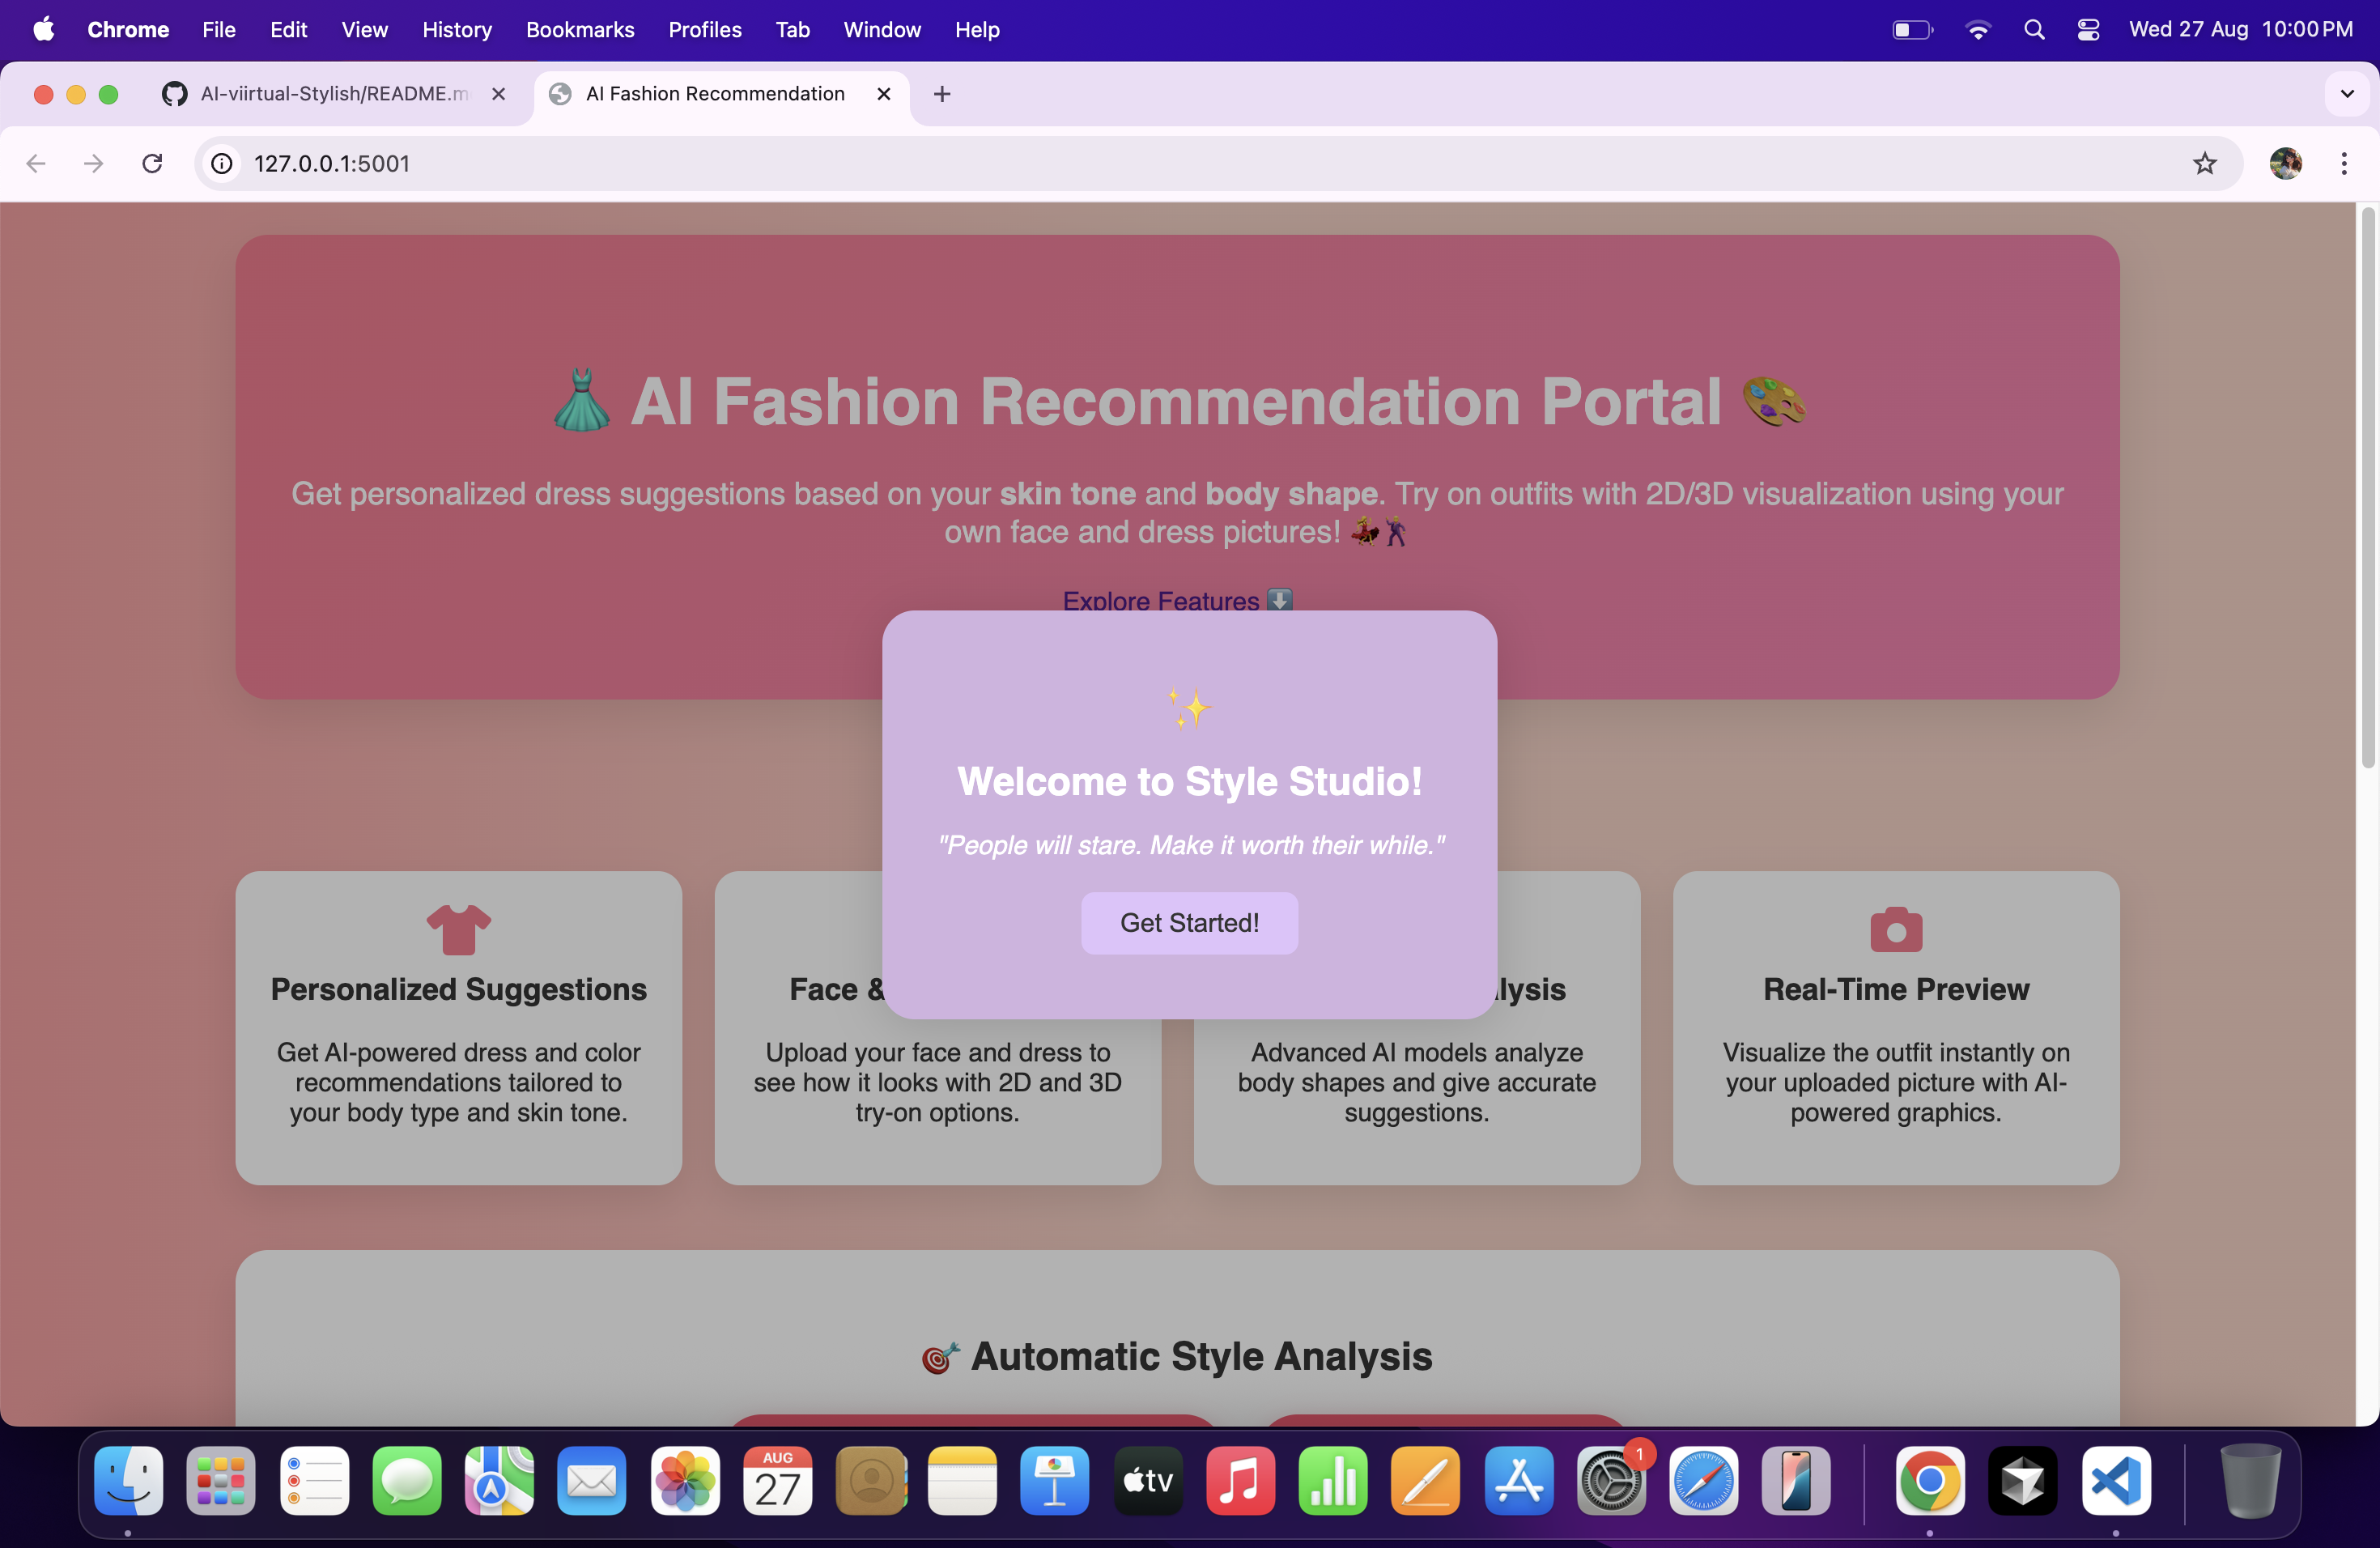 Chrome File Edit View History Bookmarks Profiles Tab Window Help Wed 27 Aug 10:00 PM
AI-viirtual-Stylish/README.m
AI Fashion Recommendation
127.0.0.1:5001
AI Fashion Recommendation Portal
Get personalized dress suggestions based on your skin tone and body shape. Try on outfits with 2D/3D visualization using your
own face and dress pictures!
Explore Features
Welcome to Style Studio!
"People will stare. Make it worth their while."
Get Started!
Personalized Suggestions
Get AI-powered dress and color
recommendations tailored to
your body type and skin tone.
Face &
Upload your face and dress to
see how it looks with 2D and 3D
try-on options.
lysis
Advanced AI models analyze
body shapes and give accurate
suggestions.
Real-Time Preview
Visualize the outfit instantly on
your uploaded picture with AI-
powered graphics.
Automatic Style Analysis
AUG
27
tv
1